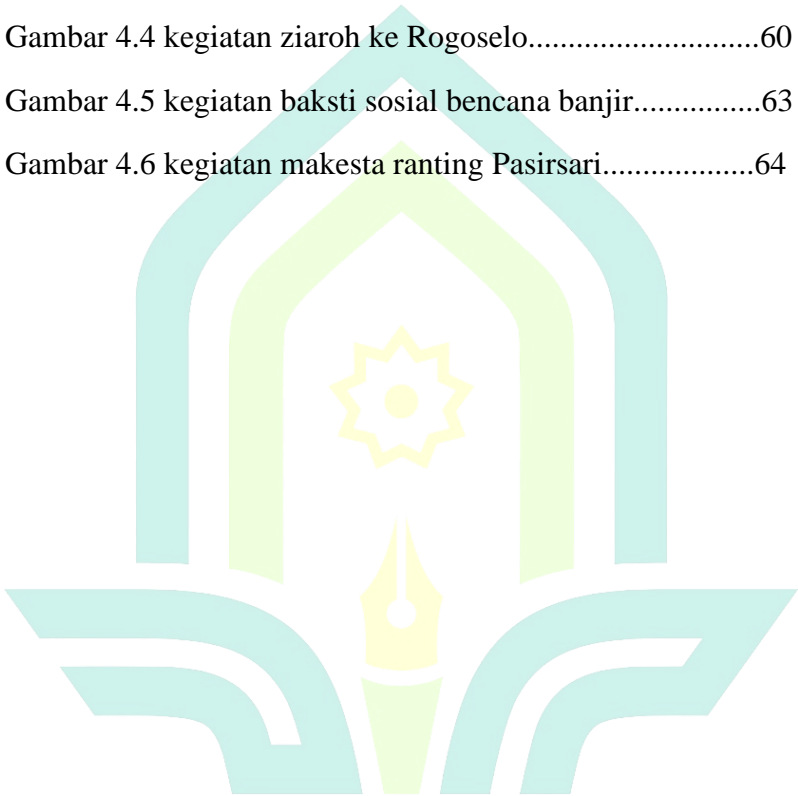 Gambar 4.4 kegiatan ziaroh ke Rogoselo.............................60
Gambar 4.5 kegiatan baksti sosial bencana banjir................63
Gambar 4.6 kegiatan makesta ranting Pasirsari...................64